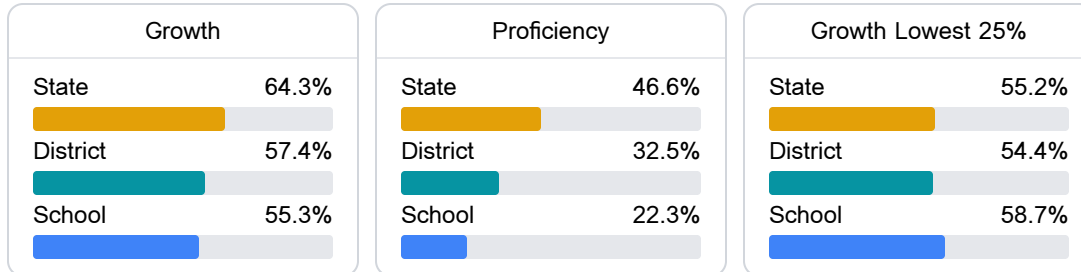 Growth
State 64.3%
District 57.4%
School 55.3%
Proficiency
State 46.6%
District 32.5%
School 22.3%
Growth Lowest 25%
State 55.2%
District 54.4%
School 58.7%